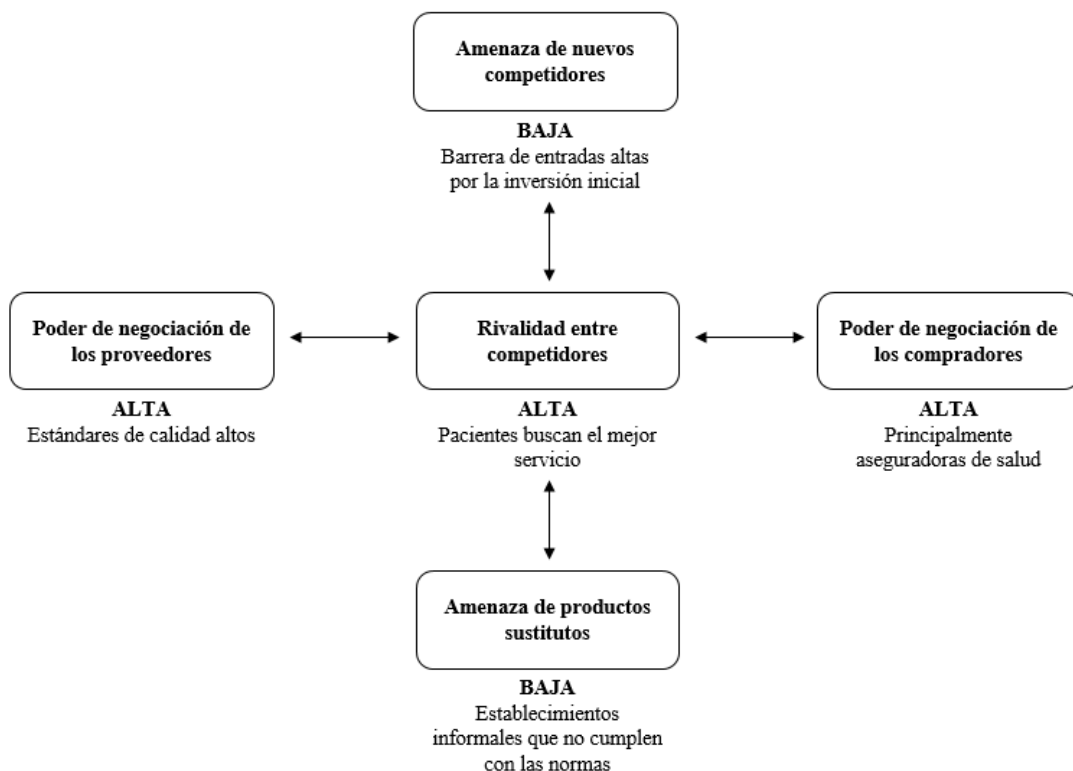 Amenaza de nuevos
competidores
BAJA
Barrera de entradas altas
por la inversión inicial
Poder de negociación de
los proveedores
ALTA
Estándares de calidad altos
Rivalidad entre
competidores
ALTA
Pacientes buscan el mejor
servicio
Poder de negociación de
los compradores
ALTA
Principalmente
aseguradoras de salud
Amenaza de productos
sustitutos
BAJA
Establecimientos
informales que no cumplen
con las normas